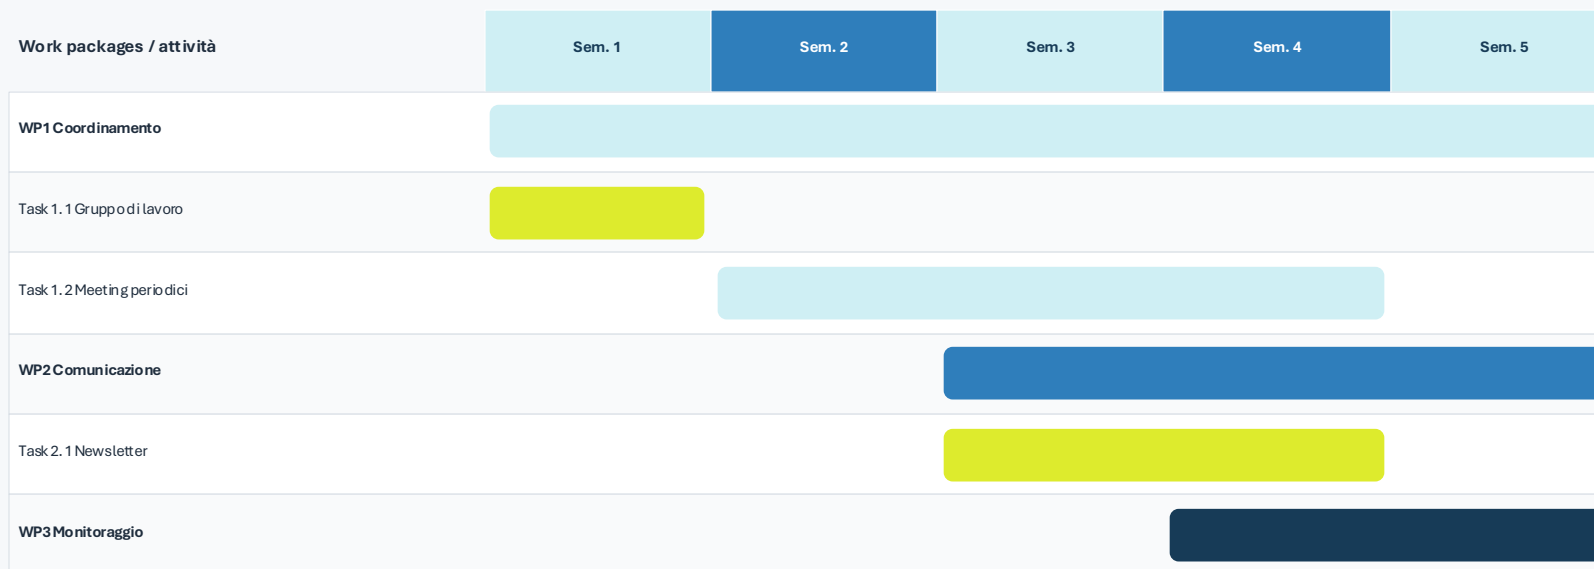 Work packages / attività
Sem. 1
Sem. 2
Sem. 3
Sem. 4
Sem. 5
WP1 Coordinamento
Task 1.1 Gruppo di lavoro
Task 1.2 Meeting periodici
WP2 Comunicazione
Task 2.1 Newsletter
WP3 Monitoraggio